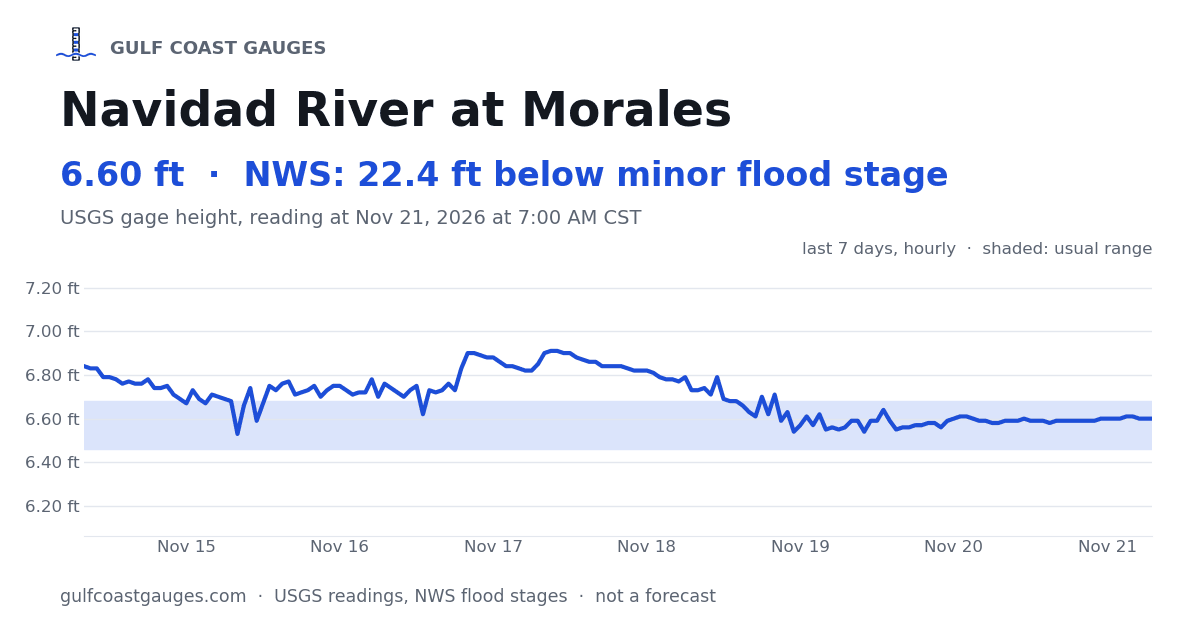 GULF COAST GAUGES
Navidad River at Morales
6.60 ft · NWS: 22.4 ft below minor flood stage
USGS gage height, reading at Nov 21, 2026 at 7:00 AM CST
last 7 days, hourly · shaded: usual range
7.20 ft
7.00 ft
6.80 ft
6.60 ft
6.40 ft
6.20 ft
Nov 15 Nov 16 Nov 17 Nov 18 Nov 19 Nov 20 Nov 21
gulfcoastgauges.com · USGS readings, NWS flood stages · not a forecast